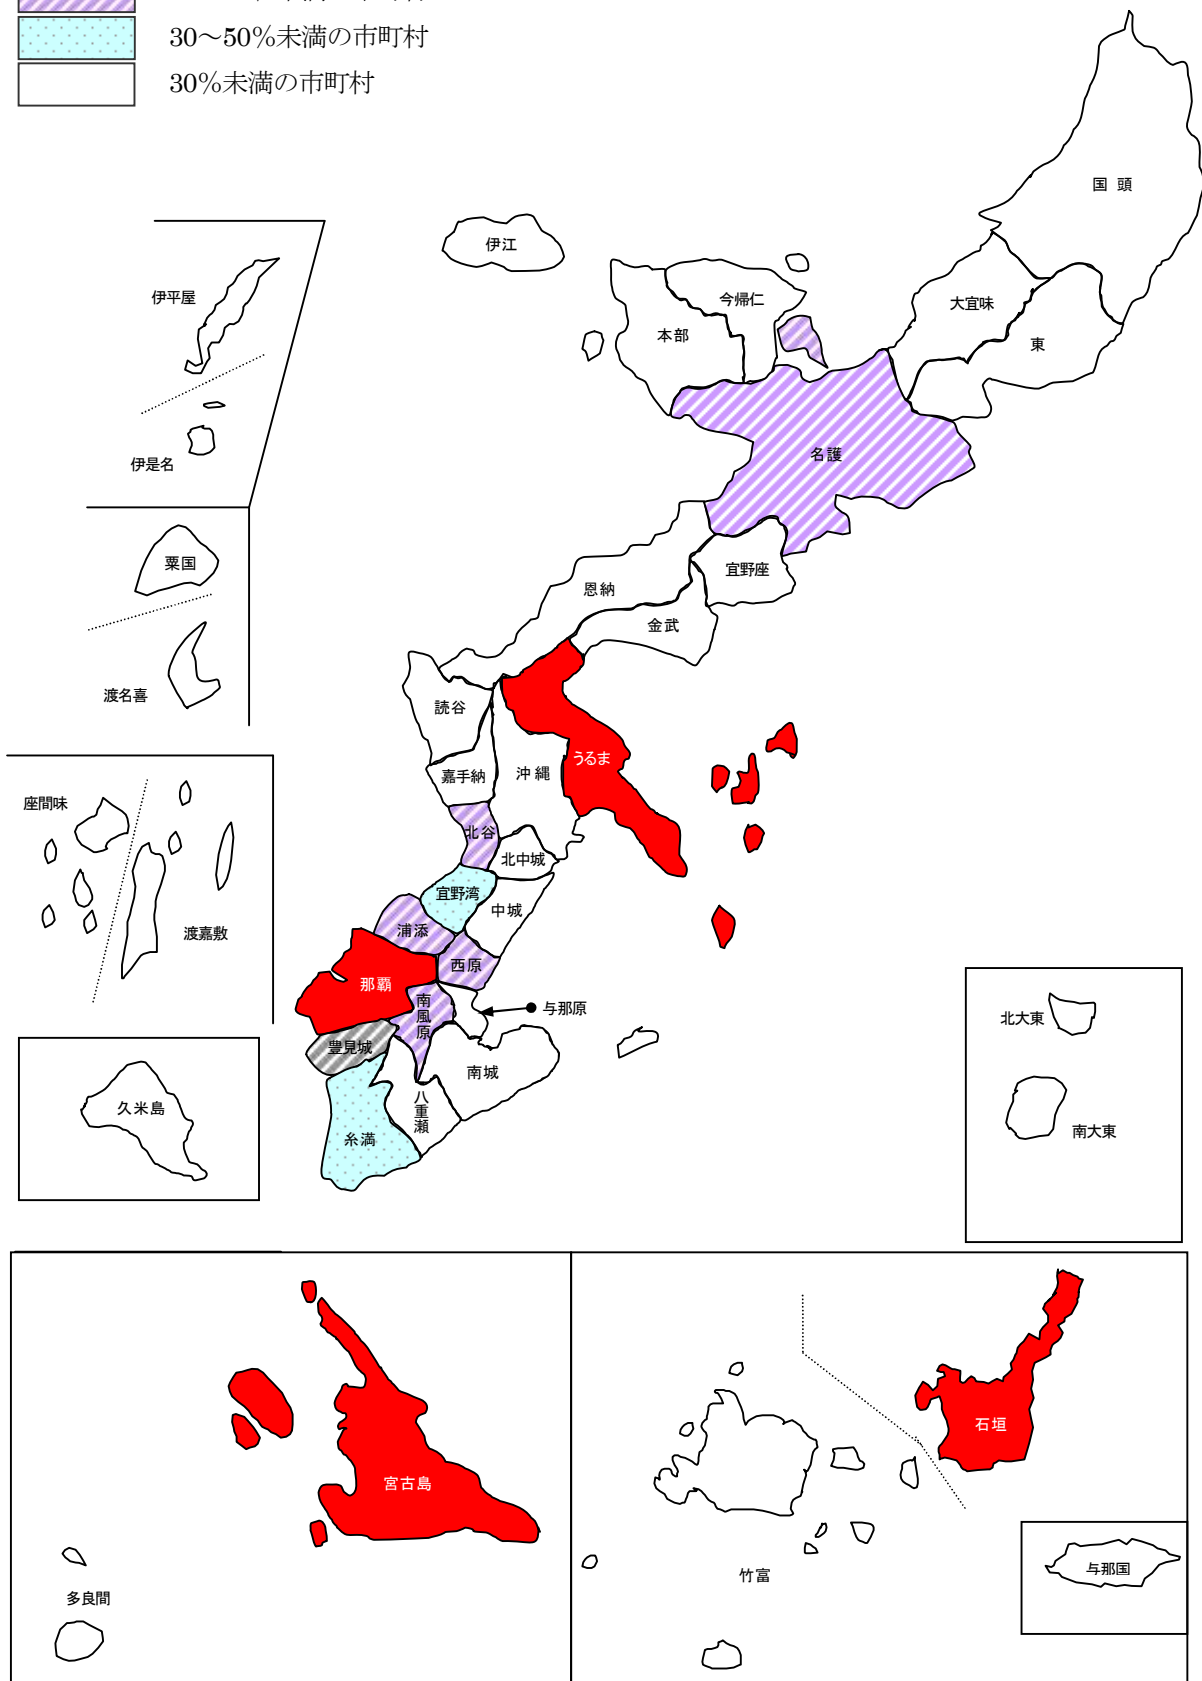 30～50％未満の市町村
30％未満の市町村
国頭
伊江
伊平屋
今帰仁
大宜味
本部
東
伊是名
名護
粟国
宜野座
恩納
金武
渡名喜
読谷
うるま
嘉手納
沖縄
座間味
北谷
北中城
宜野湾
中城
浦添
渡嘉敷
西原
那覇
南風原
与那原
北大東
豊見城
南城
八重瀬
久米島
糸満
南大東
石垣
宮古島
竹富
与那国
多良間